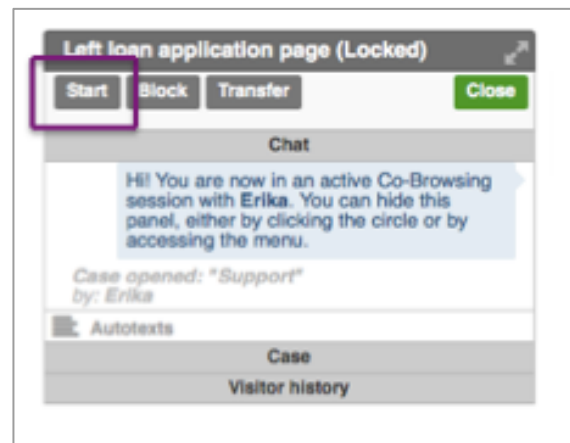 Left loan application page (Locked)
Start Block Transfer Close
Chat
Hi! You are now in an active Co-Browsing
session with Erika. You can hide this
panel, either by clicking the circle or by
accessing the menu.
Case opened: "Support"
by: Erika
Autotexts
Case
Visitor history